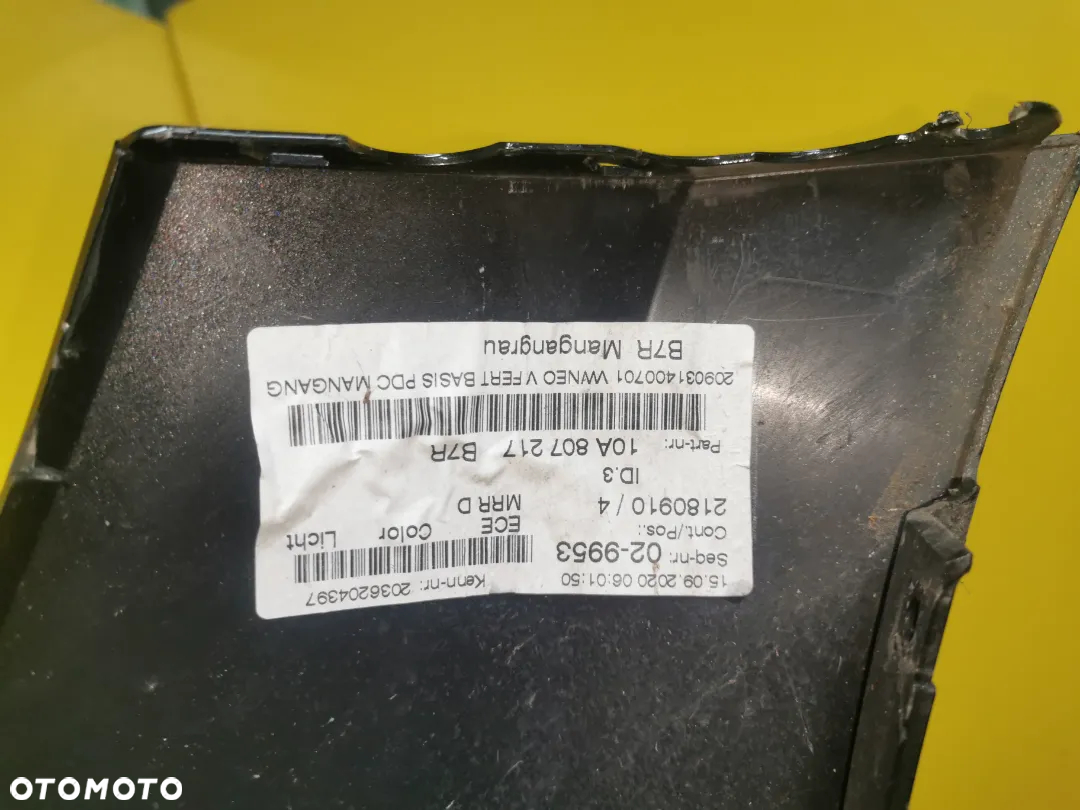 15.09.2020 06:01:50 Kenn-nr: 2036204397
Seq-nr: 02-9953
Cont./Pos.: ECE Color Licht
2180910 / 4 MRR D
ID.3
Part-nr: 10A 807 217 B7R
209031400701 VWNEO V.FERT BASIS PDC MANGANG
B7R Mangangrau
OTOMOTO